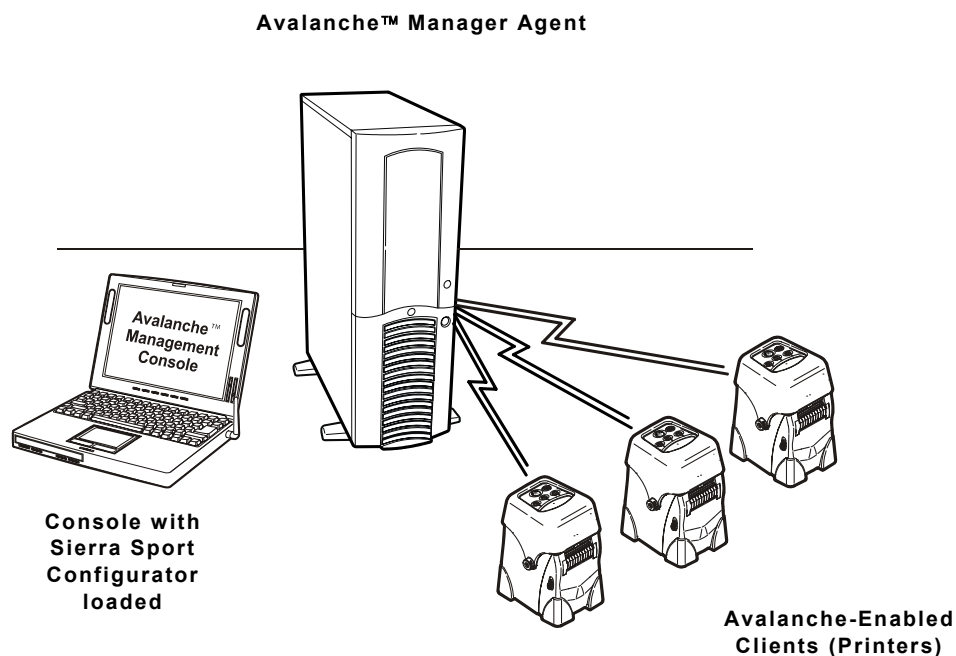 Avalanche™ Manager Agent
Avalanche™
Management
Console
Console with
Sierra Sport
Configurator
loaded
Avalanche-Enabled
Clients (Printers)